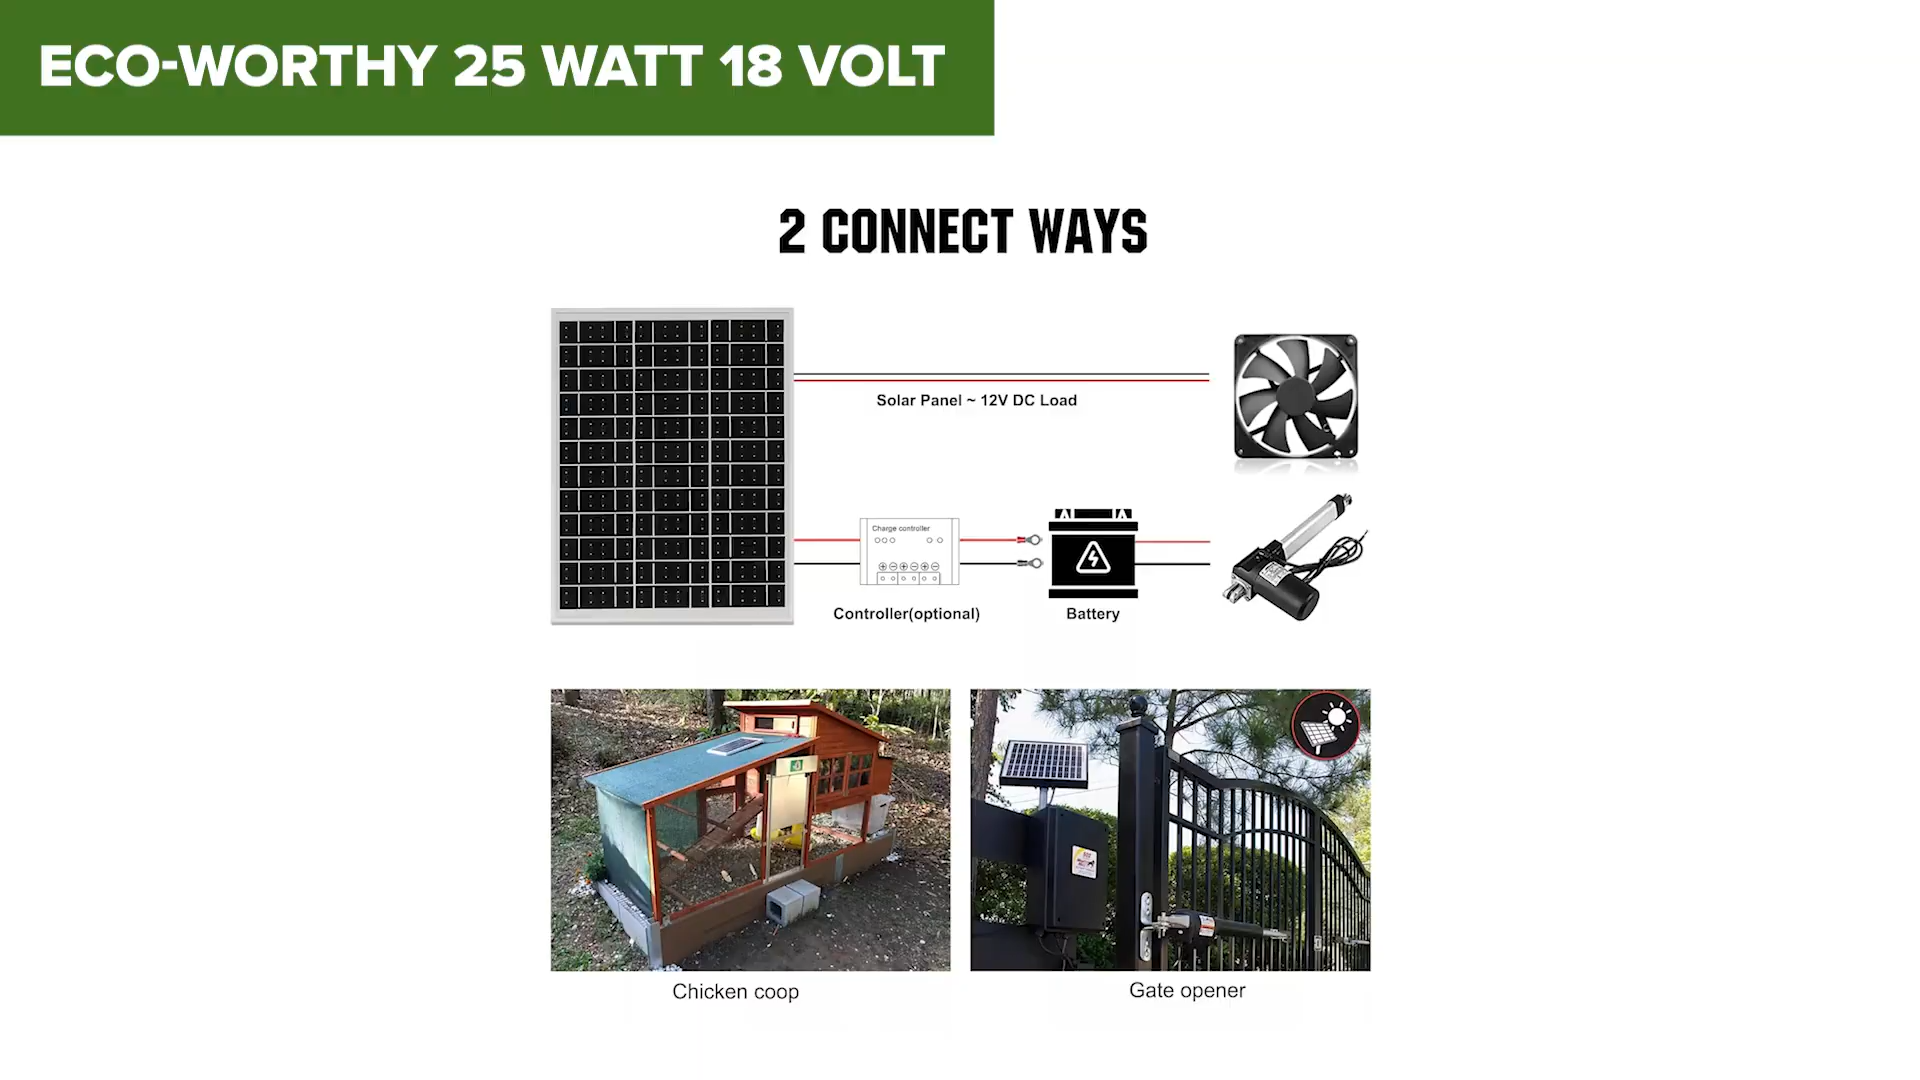 ECO-WORTHY 25 WATT 18 VOLT
2 CONNECT WAYS
Solar Panel ~ 12V DC Load
Charge controller
Controller(optional)
Battery
Chicken coop
Gate opener